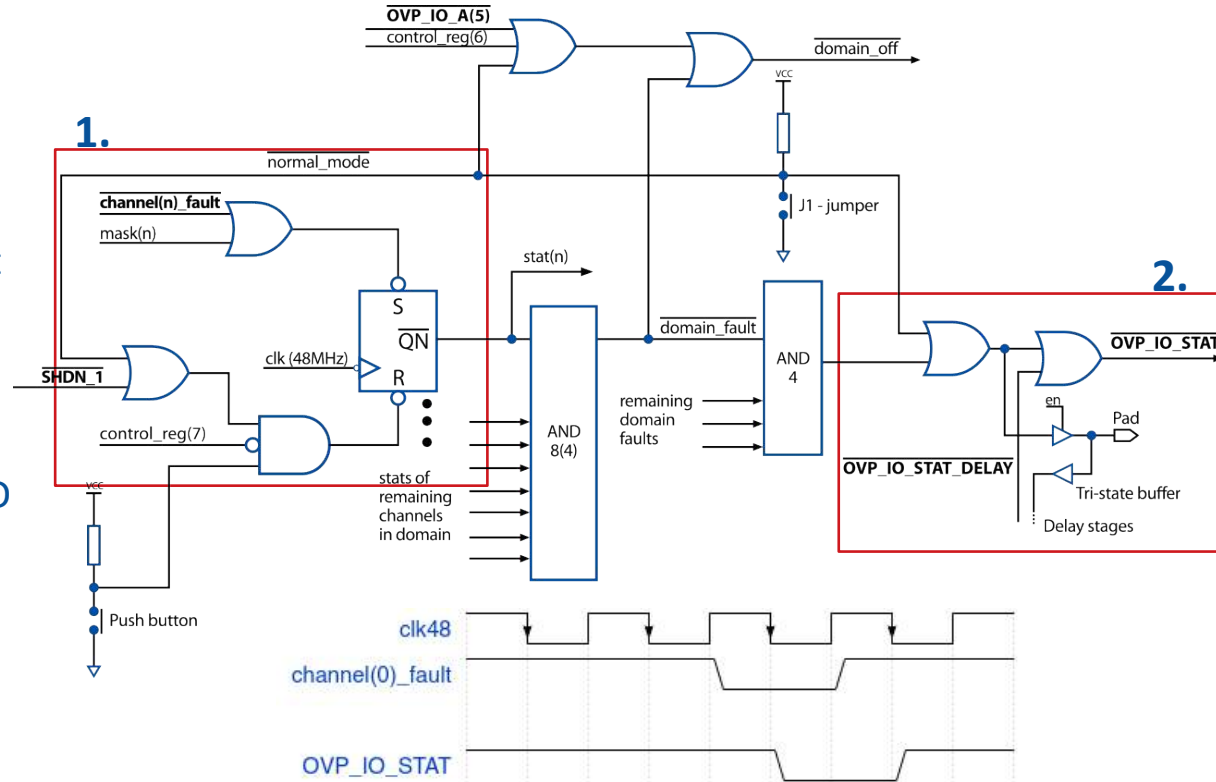 OVP_IO_A(5)
control_reg(6)
domain_off
VCC
1.
normal_mode
channel(n)_fault
mask(n)
J1 - jumper
stat(n)
2.
S
QN
clk (48MHz)
R
domain_fault
OVP_IO_STAT
AND
4
SHDN_1
en
remaining
domain
faults
Pad
control_reg(7)
AND
8(4)
OVP_IO_STAT_DELAY
stats of
remaining
channels
in domain
VCC
Tri-state buffer
Delay stages
Push button
clk48
channel(0)_fault
OVP_IO_STAT